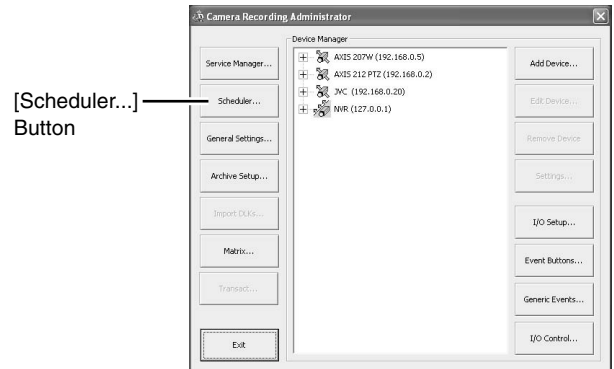 Camera Recording Administrator
Device Manager
Service Manager...
Scheduler...
General Settings...
Archive Setup...
Import DLKs...
Matrix...
Transact...
Exit
AXIS 207W (192.168.0.5)
AXIS 212 PTZ (192.168.0.2)
JVC (192.168.0.20)
NVR (127.0.0.1)
Add Device...
Edit Device...
Remove Device
Settings...
I/O Setup...
Event Buttons...
Generic Events...
I/O Control...
[Scheduler...]
Button